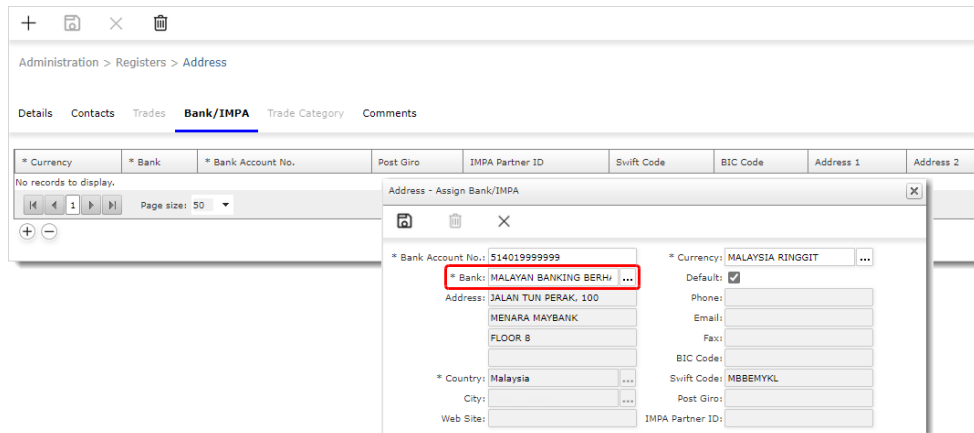 Administration > Registers > Address
Details Contacts Trades Bank/IMPA Trade Category Comments
* Currency * Bank * Bank Account No. Post Giro IMPA Partner ID Swift Code BIC Code Address 1 Address 2
No records to display.
1 Page size: 50
Address - Assign Bank/IMPA
* Bank Account No.: 514019999999 * Currency: MALAYSIA RINGGIT ...
* Bank: MALAYAN BANKING BERHA ... Default:
Address: JALAN TUN PERAK, 100 Phone:
MENARA MAYBANK Email:
FLOOR 8 Fax:
BIC Code:
* Country: Malaysia ... Swift Code: MBBEMYKL
City: ... Post Giro:
Web Site: IMPA Partner ID: